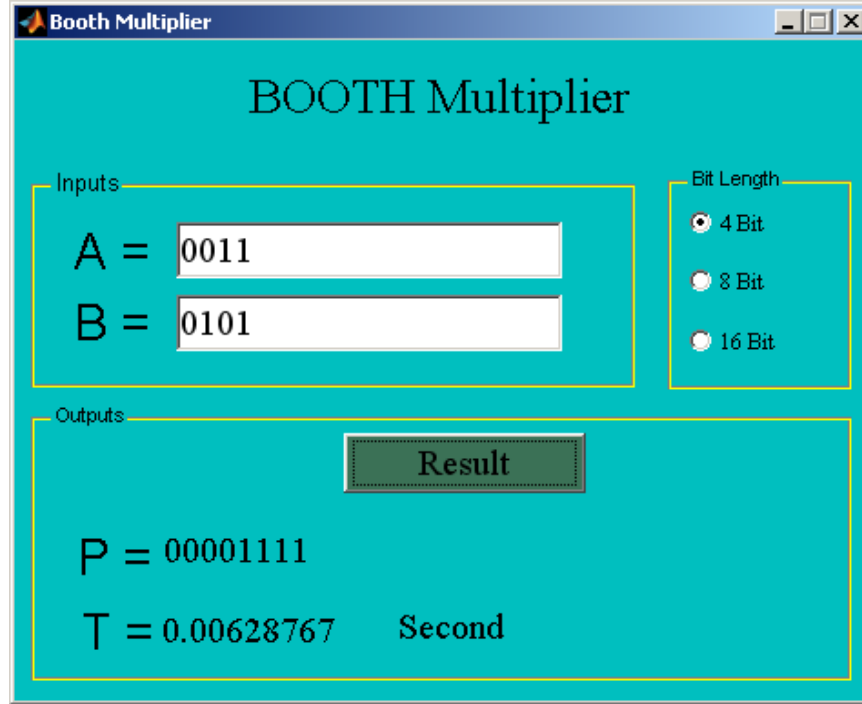 Booth Multiplier
BOOTH Multiplier
Inputs
A = 0011
B = 0101
Bit Length
4 Bit
8 Bit
16 Bit
Outputs
Result
P = 00001111
T = 0.00628767 Second